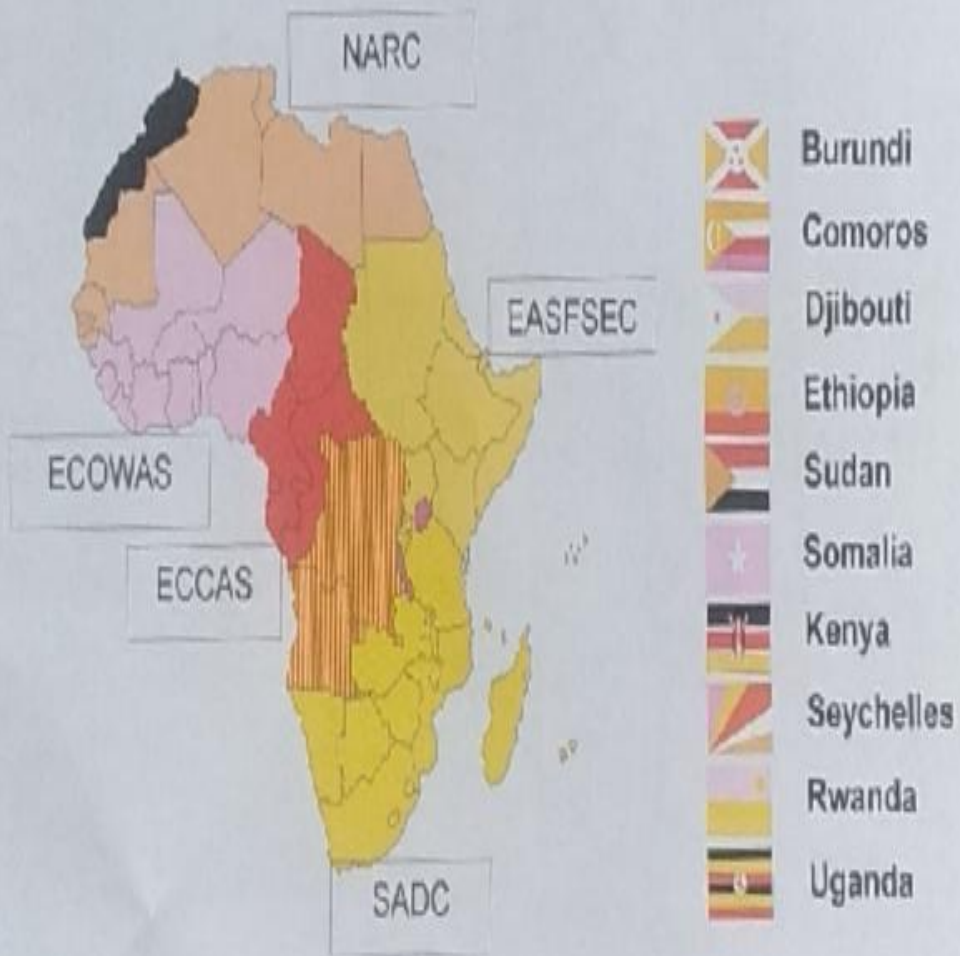 NARC
EASFSEC
ECOWAS
ECCAS
SADC
Burundi
Comoros
Djibouti
Ethiopia
Sudan
Somalia
Kenya
Seychelles
Rwanda
Uganda